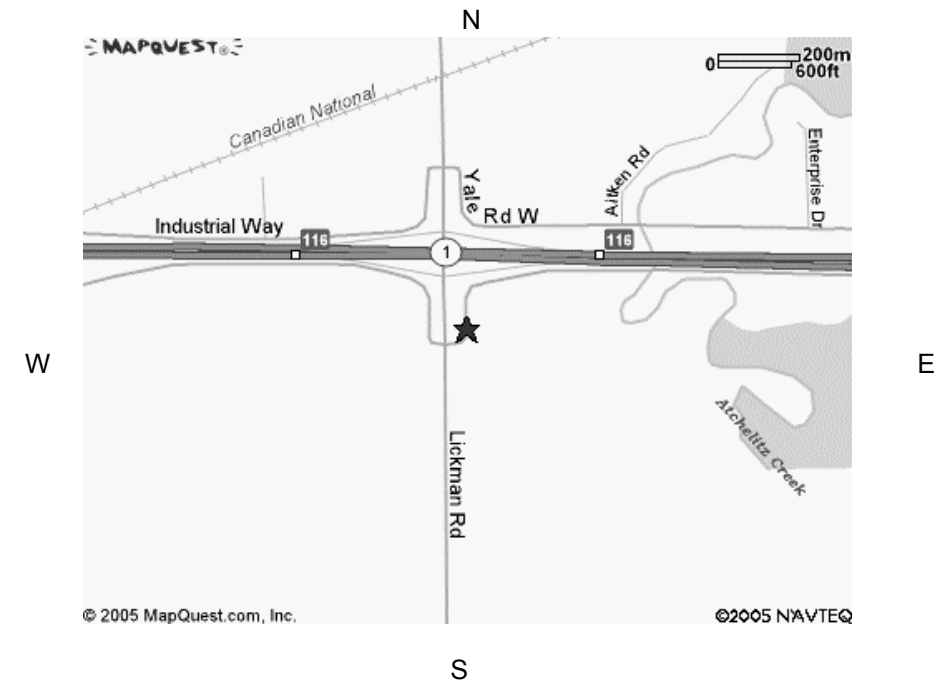 N
MAPQUEST®
0 200m
600ft
Canadian National
Enterprise Dr
Aitken Rd
Yale
Rd W
Industrial Way
116
116
1
W
E
Atchelitz Creek
Lickman Rd
© 2005 MapQuest.com, Inc.
©2005 NAVTEQ
S